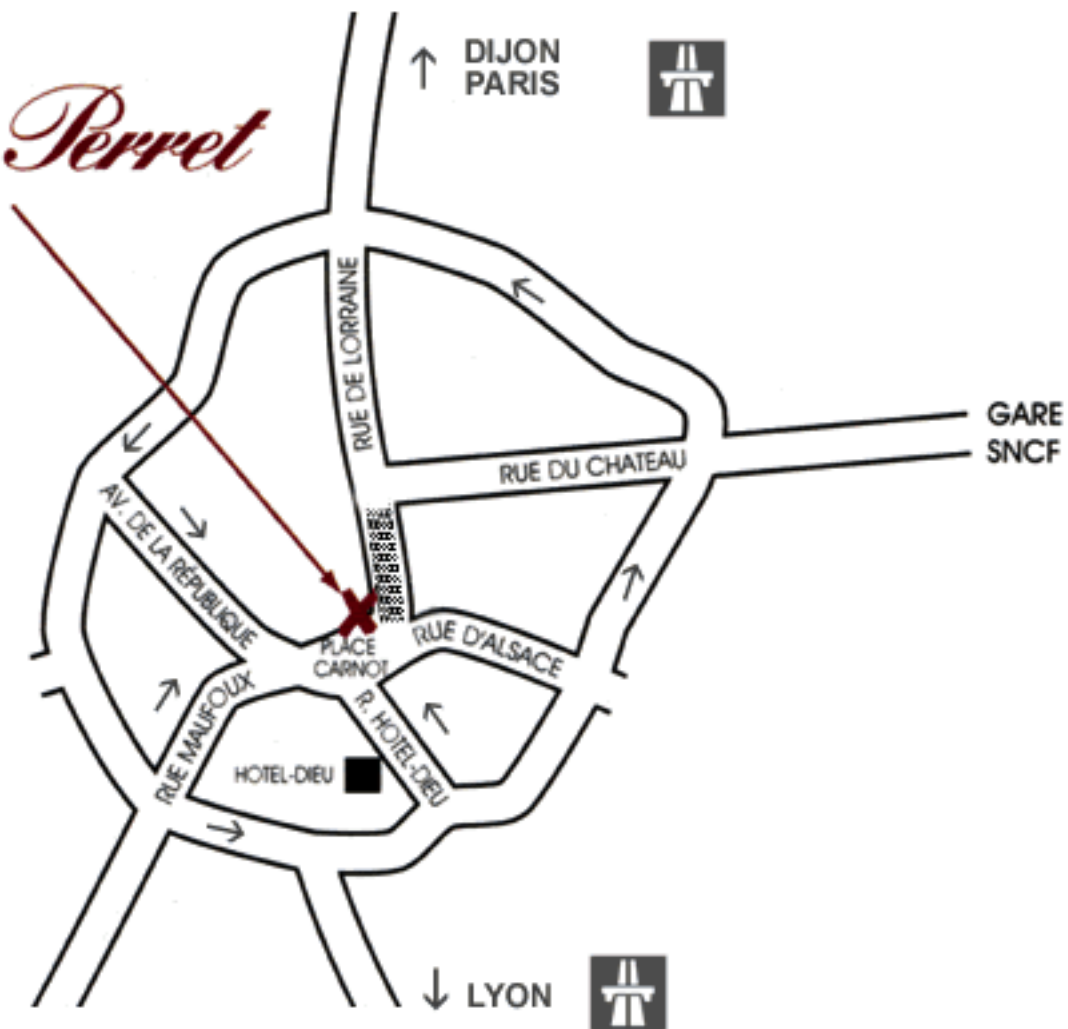 DIJON
PARIS
Perret
RUE DE LORRAINE
GARE
SNCF
RUE DU CHATEAU
AV. DE LA RÉPUBLIQUE
RUE D'ALSACE
PLACE
CARNOT
RUE MAUFOUX
R. HOTEL-DIEU
HOTEL-DIEU
LYON